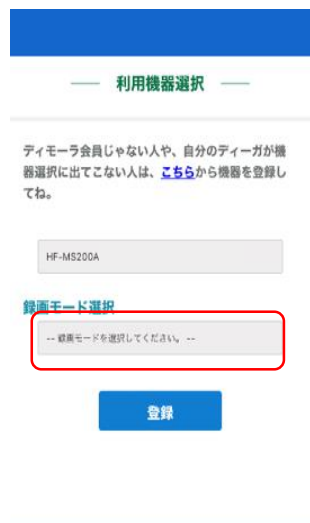 利用機器選択
ディモーラ会員じゃない人や、自分のディーガが機
器選択に出てこない人は、こちらから機器を登録し
てね。
HF-MS200A
録画モード選択
-- 録画モードを選択してください。 --
登録